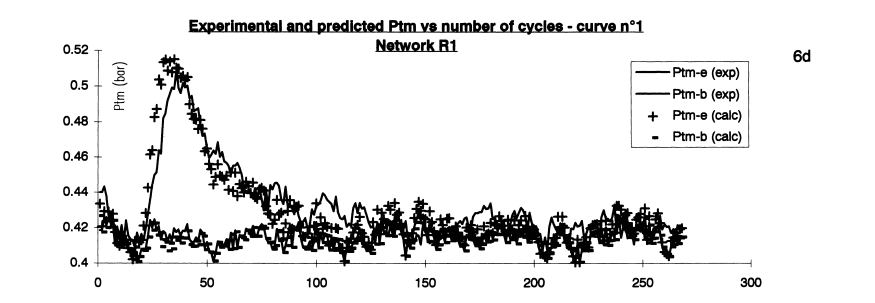 Experimental and predicted Ptm vs number of cycles - curve n°1
Network R1
6d
Ptm (bar)
0.52
0.5
0.48
0.46
0.44
0.42
0.4
0
50
100
150
200
250
300
Ptm-e (exp)
Ptm-b (exp)
Ptm-e (calc)
Ptm-b (calc)